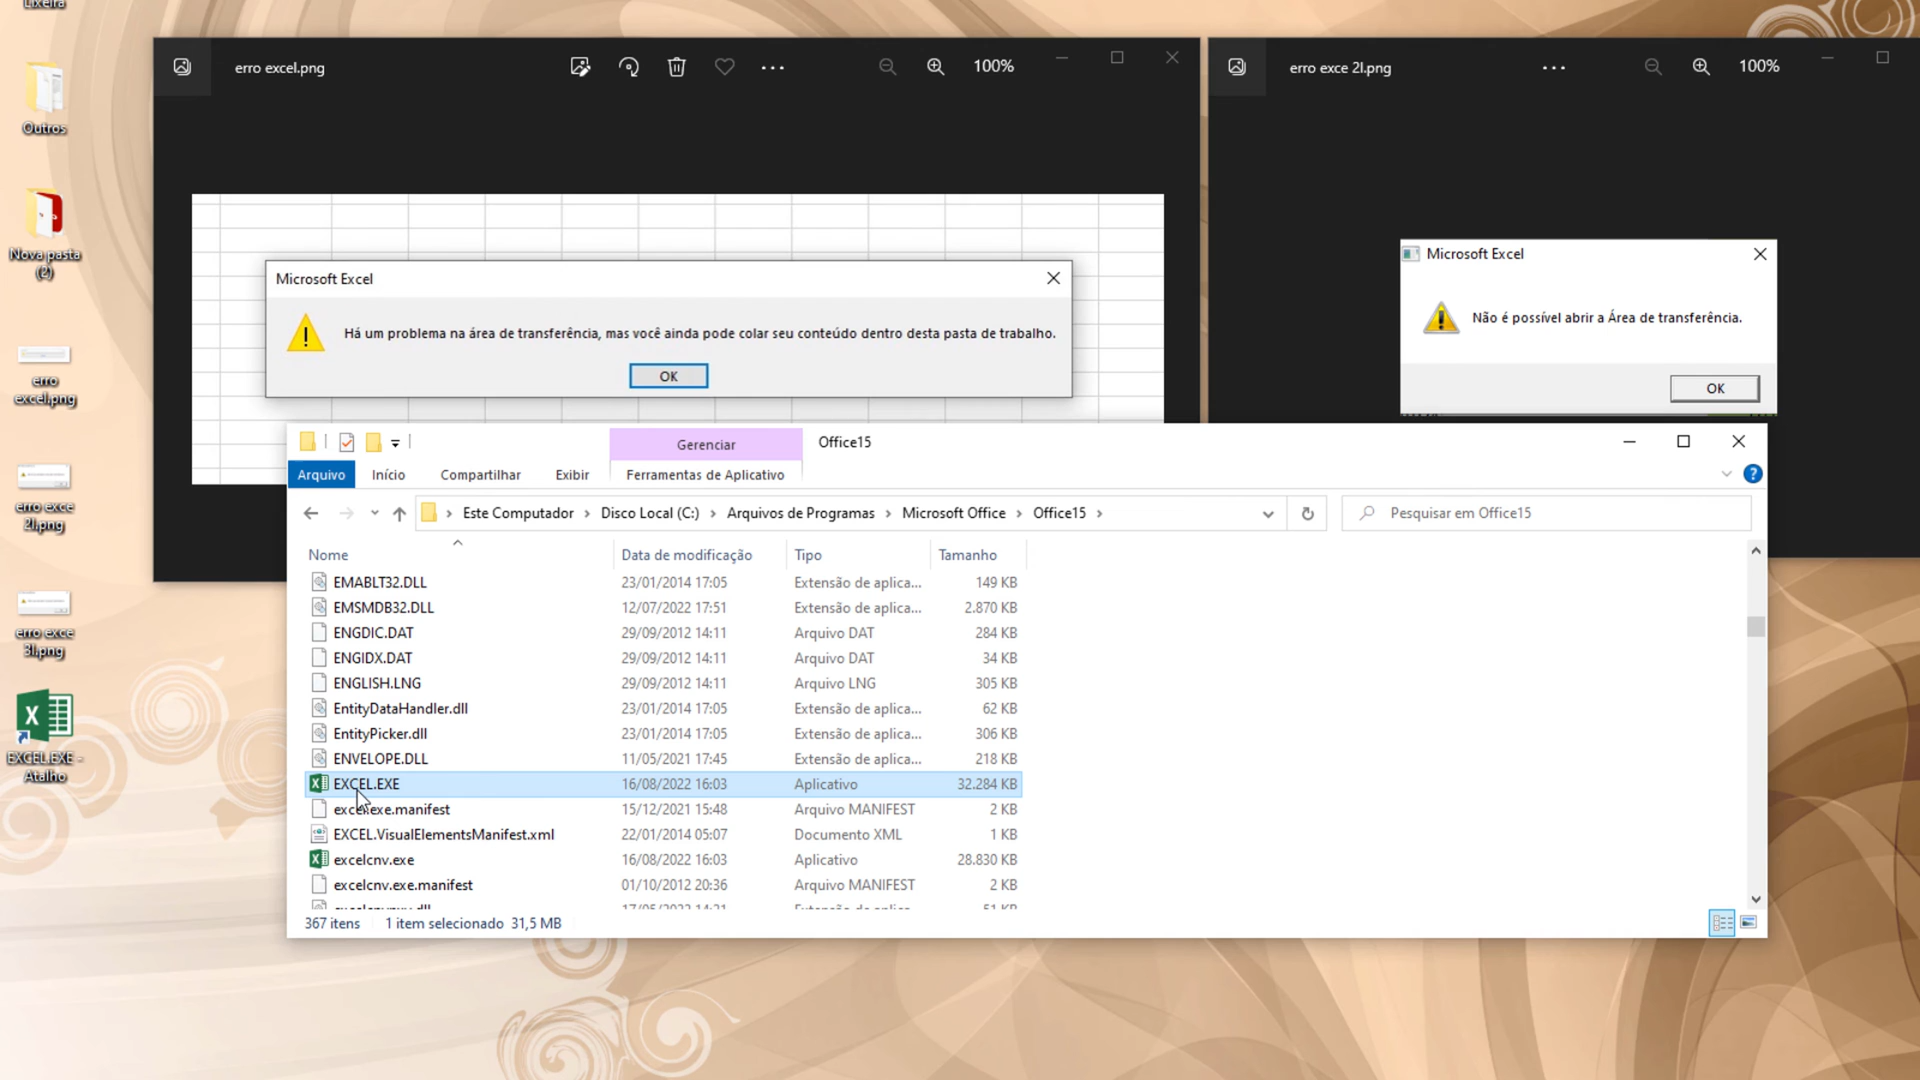 Lixeira
Outros
Nova pasta
(2)
erro
excel.png
erro exce
2l.png
erro exce
3l.png
EXCEL.EXE -
Atalho
erro excel.png
100%
Microsoft Excel
Há um problema na área de transferência, mas você ainda pode colar seu conteúdo dentro desta pasta de trabalho.
OK
erro exce 2l.png
100%
Microsoft Excel
Não é possível abrir a Área de transferência.
OK
Gerenciar
Office15
Arquivo
Início
Compartilhar
Exibir
Ferramentas de Aplicativo
Este Computador › Disco Local (C:) › Arquivos de Programas › Microsoft Office › Office15 ›
Pesquisar em Office15
Nome Data de modificação Tipo Tamanho
EMABLT32.DLL 23/01/2014 17:05 Extensão de aplica... 149 KB
EMSMDB32.DLL 12/07/2022 17:51 Extensão de aplica... 2.870 KB
ENGDIC.DAT 29/09/2012 14:11 Arquivo DAT 284 KB
ENGIDX.DAT 29/09/2012 14:11 Arquivo DAT 34 KB
ENGLISH.LNG 29/09/2012 14:11 Arquivo LNG 305 KB
EntityDataHandler.dll 23/01/2014 17:05 Extensão de aplica... 62 KB
EntityPicker.dll 23/01/2014 17:05 Extensão de aplica... 306 KB
ENVELOPE.DLL 11/05/2021 17:45 Extensão de aplica... 218 KB
EXCEL.EXE 16/08/2022 16:03 Aplicativo 32.284 KB
excel.exe.manifest 15/12/2021 15:48 Arquivo MANIFEST 2 KB
EXCEL.VisualElementsManifest.xml 22/01/2014 05:07 Documento XML 1 KB
excelcnv.exe 16/08/2022 16:03 Aplicativo 28.830 KB
excelcnv.exe.manifest 01/10/2012 20:36 Arquivo MANIFEST 2 KB
367 itens 1 item selecionado 31,5 MB